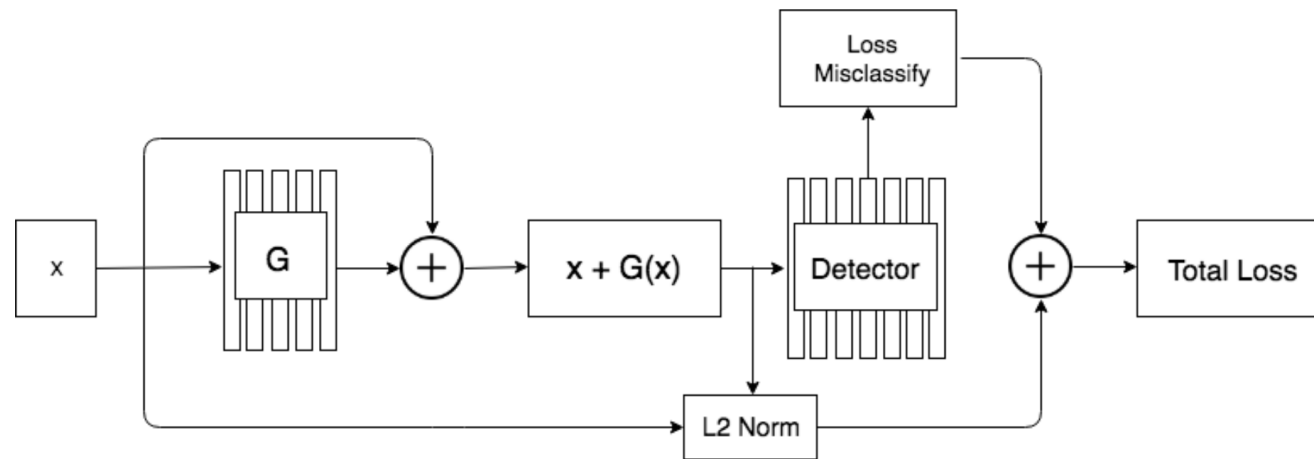 Loss
Misclassify
x
G
+
x + G(x)
Detector
+
Total Loss
L2 Norm